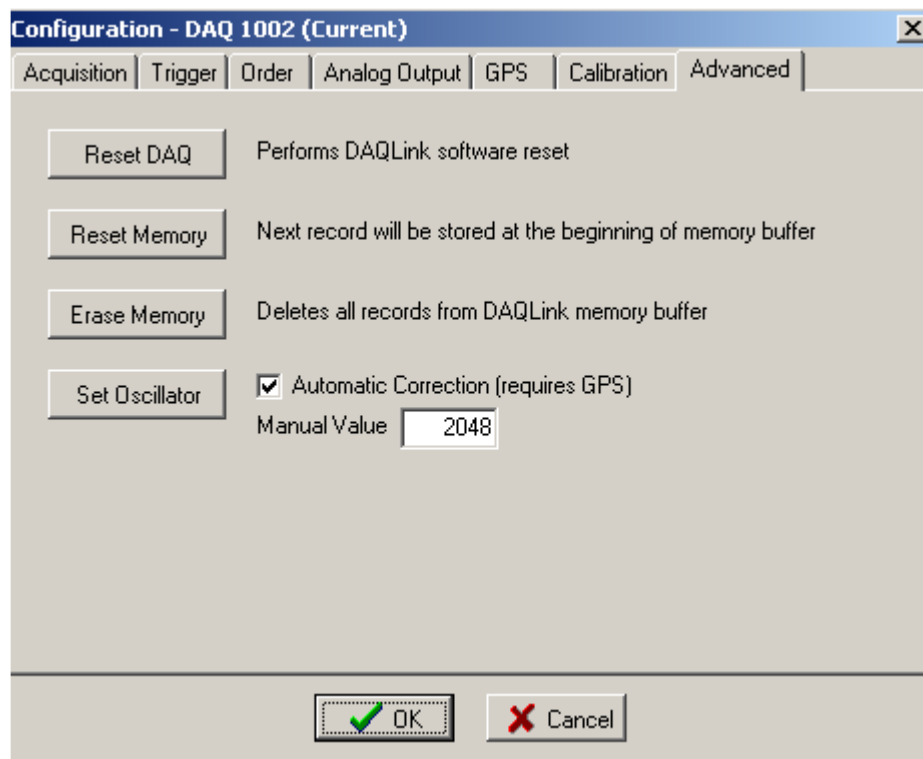 Configuration - DAQ 1002 (Current)
Acquisition Trigger Order Analog Output GPS Calibration Advanced
Reset DAQ Performs DAQLink software reset
Reset Memory Next record will be stored at the beginning of memory buffer
Erase Memory Deletes all records from DAQLink memory buffer
Set Oscillator Automatic Correction (requires GPS)
Manual Value 2048
OK Cancel